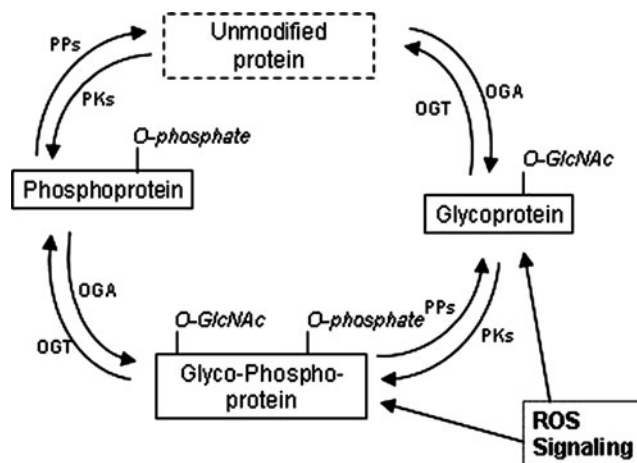 Unmodified
protein
PPs
PKs
OGA
OGT
O-phosphate
Phosphoprotein
O-GlcNAc
Glycoprotein
OGA
OGT
O-GlcNAc
O-phosphate
PPs
PKs
Glyco-Phospho-
protein
ROS
Signaling